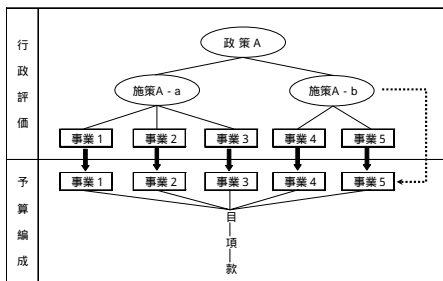 行政評価
政策A
施策A - a
施策A - b
事業1
事業2
事業3
事業4
事業5
予算編成
事業1
事業2
事業3
事業4
事業5
目
項
款